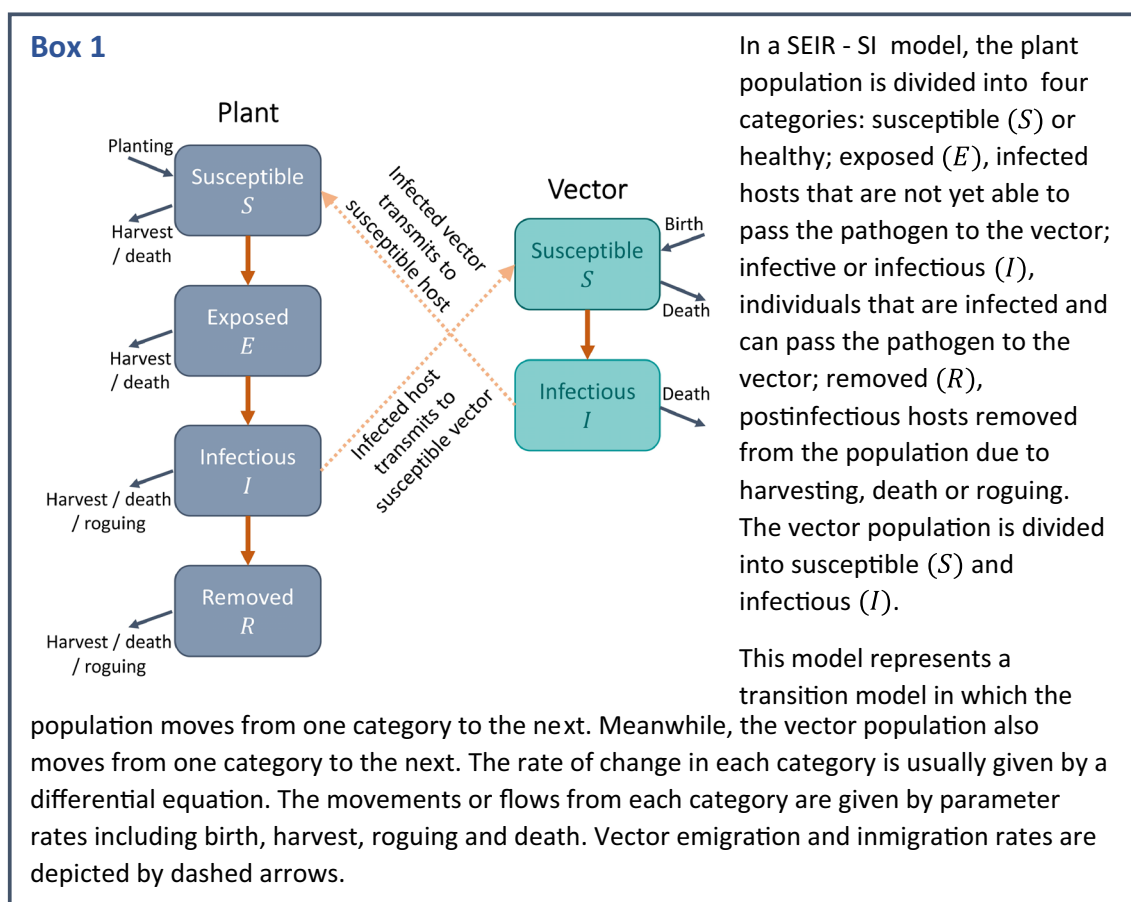 Box 1
Plant
Planting
Susceptible
S
Harvest
/ death
Exposed
E
Harvest
/ death
Infectious
I
Harvest / death
/ roguing
Removed
R
Harvest / death
/ roguing
Infected vector
transmits to
susceptible host
Infected host
transmits to
susceptible vector
Vector
Birth
Susceptible
S
Death
Infectious
I
Death
In a SEIR - SI model, the plant
population is divided into four
categories: susceptible (S) or
healthy; exposed (E), infected
hosts that are not yet able to
pass the pathogen to the vector;
infective or infectious (I),
individuals that are infected and
can pass the pathogen to the
vector; removed (R),
postinfectious hosts removed
from the population due to
harvesting, death or roguing.
The vector population is divided
into susceptible (S) and
infectious (I).
This model represents a
transition model in which the
population moves from one category to the next. Meanwhile, the vector population also
moves from one category to the next. The rate of change in each category is usually given by a
differential equation. The movements or flows from each category are given by parameter
rates including birth, harvest, roguing and death. Vector emigration and inmigration rates are
depicted by dashed arrows.